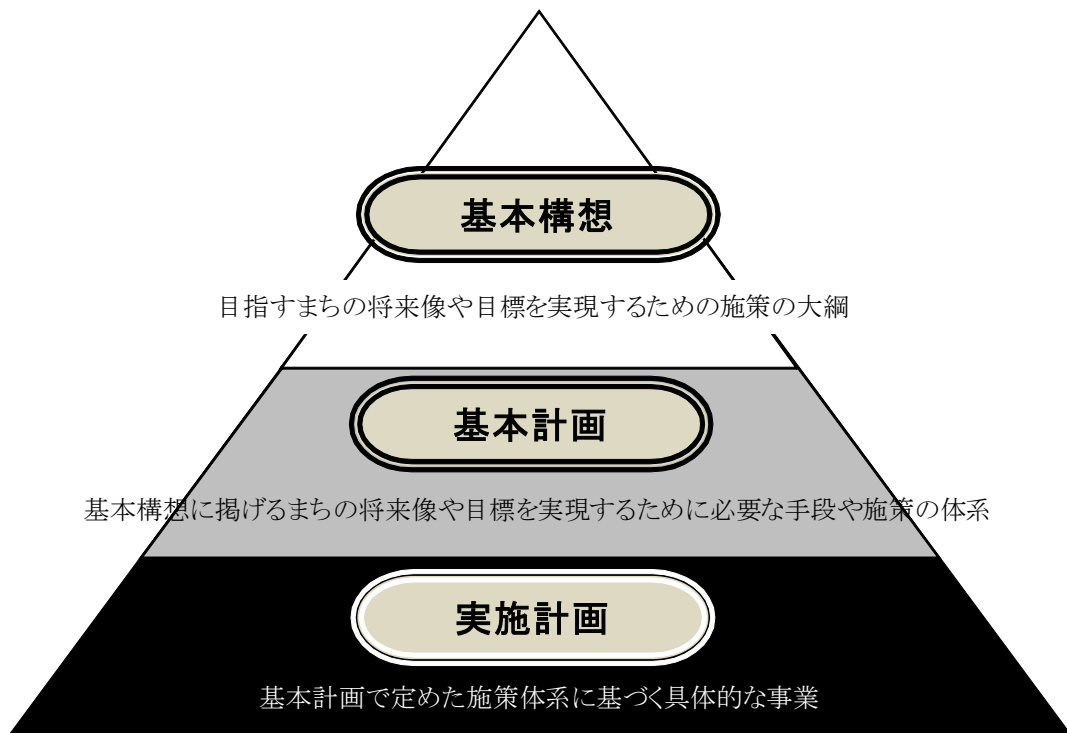 基本構想
目指すまちの将来像や目標を実現するための施策の大綱
基本計画
基本構想に掲げるまちの将来像や目標を実現するために必要な手段や施策の体系
実施計画
基本計画で定めた施策体系に基づく具体的な事業